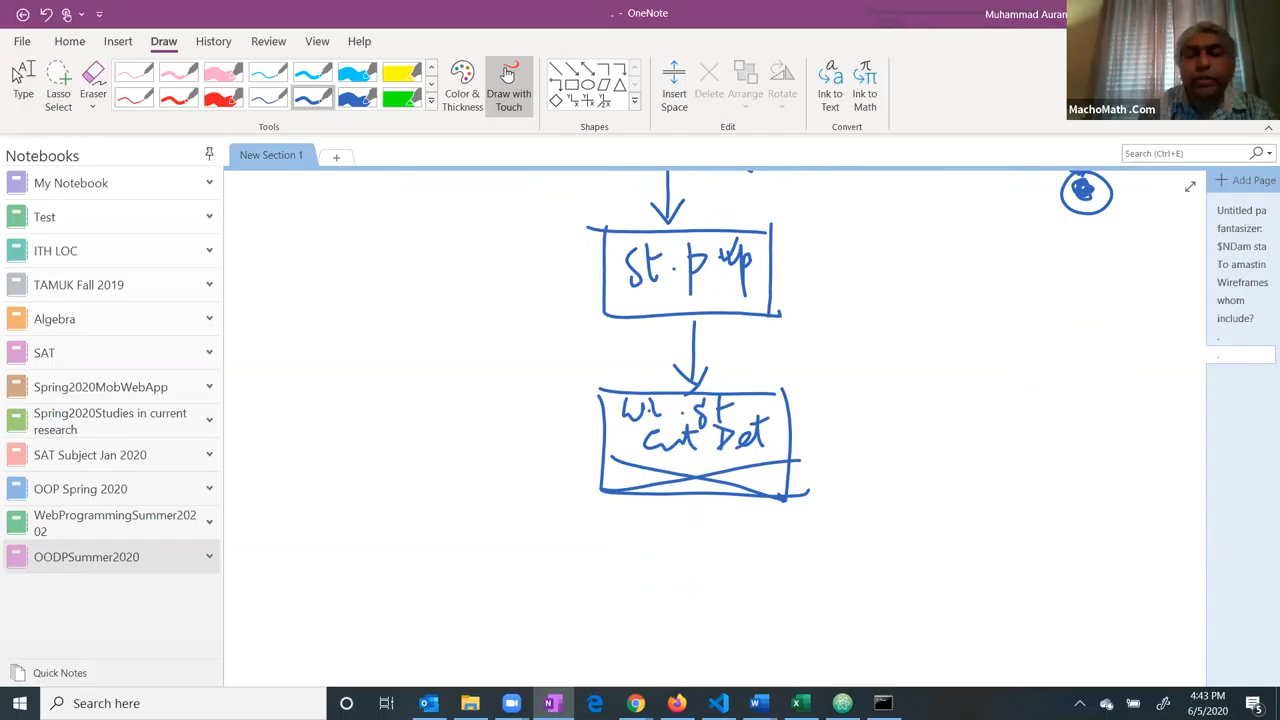 . - OneNote
Muhammad Auran
File Home Insert Draw History Review View Help
Type
Lasso Select
Eraser
Color & Thickness
Draw with Touch
Insert Space
Delete
Arrange
Rotate
Ink to Text
Ink to Math
Tools
Shapes
Edit
Convert
MachoMath .Com
Notebooks
New Section 1
+
Search (Ctrl+E)
My Notebook
Test
ITH LOC
TAMUK Fall 2019
Algebra
SAT
Spring2020MobWebApp
Spring2020Studies in current
research
SAT Subject Jan 2020
OOP Spring 2020
WebProgrammingSummer202
02
OODPSummer2020
Quick Notes
St. p
Det
+ Add Page
Untitled pa
fantasizer:
$NDam sta
To amastin
Wireframes
whom
include?
.
.
Search here
4:43 PM
6/5/2020
5